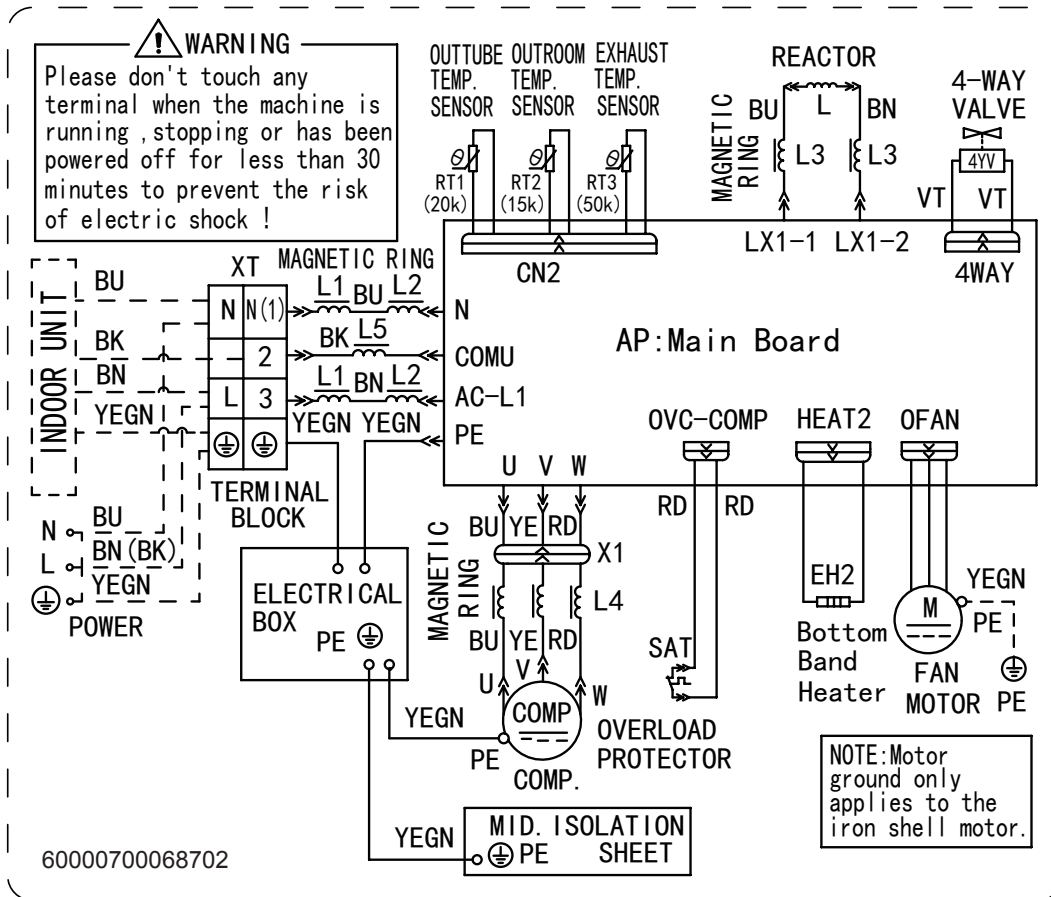 WARNING
Please don't touch any
terminal when the machine is
running ,stopping or has been
powered off for less than 30
minutes to prevent the risk
of electric shock !
OUTTUBE OUTROOM EXHAUST
TEMP. TEMP. TEMP.
SENSOR SENSOR SENSOR
RT1 RT2 RT3
(20k) (15k) (50k)
CN2
REACTOR
BU L BN
MAGNETIC
RING
L3 L3
LX1-1 LX1-2
4-WAY
VALVE
4YV
VT VT
4WAY
INDOOR UNIT
BU
BK
BN
YEGN
XT
N N(1)
2
L 3
TERMINAL
BLOCK
MAGNETIC RING
L1 BU L2
BK L5
L1 BN L2
YEGN YEGN
N
COMU
AC-L1
PE
AP:Main Board
U V W
OVC-COMP HEAT2 OFAN
N BU
L BN(BK)
YEGN
POWER
ELECTRICAL
BOX
PE
MAGNETIC
RING
BU YE RD
X1
L4
BU YE RD
U V W
COMP
PE
COMP.
YEGN
RD RD
SAT
OVERLOAD
PROTECTOR
EH2
Bottom
Band
Heater
M
YEGN
PE
FAN
MOTOR PE
NOTE:Motor
ground only
applies to the
iron shell motor.
YEGN
MID. ISOLATION
PE SHEET
60000700068702